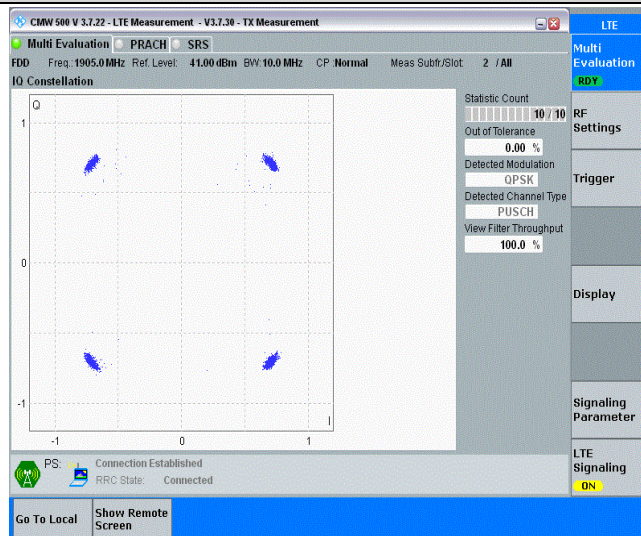 CMW 500 V 3.7.22 - LTE Measurement - V3.7.30 - TX Measurement
LTE
Multi Evaluation PRACH SRS
Multi
Evaluation
RDY
FDD Freq.: 1905.0 MHz Ref. Level: 41.00 dBm BW: 10.0 MHz CP :Normal Meas Subfr./Slot: 2 / All
IQ Constellation
Q
1
0
-1
-1 0 1
I
Statistic Count
10 / 10
Out of Tolerance
0.00 %
Detected Modulation
QPSK
Detected Channel Type
PUSCH
View Filter Throughput
100.0 %
RF
Settings
Trigger
Display
Signaling
Parameter
LTE
Signaling
ON
PS: Connection Established
RRC State: Connected
Go To Local
Show Remote
Screen